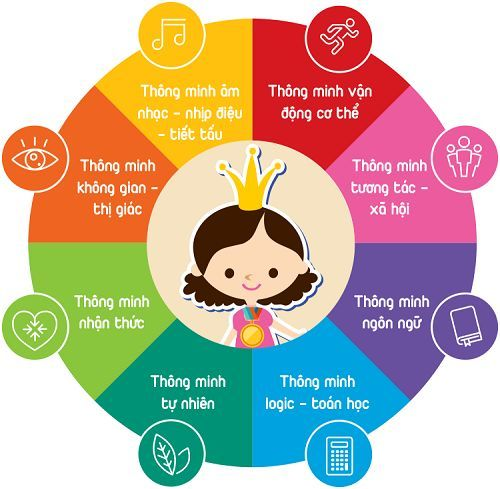 Thông minh âm
nhạc – nhịp điệu
– tiết tấu
Thông minh vận
động cơ thể
Thông minh
tương tác –
xã hội
Thông minh
ngôn ngữ
Thông minh
logic – toán học
Thông minh
tự nhiên
Thông minh
nhận thức
Thông minh
không gian –
thị giác